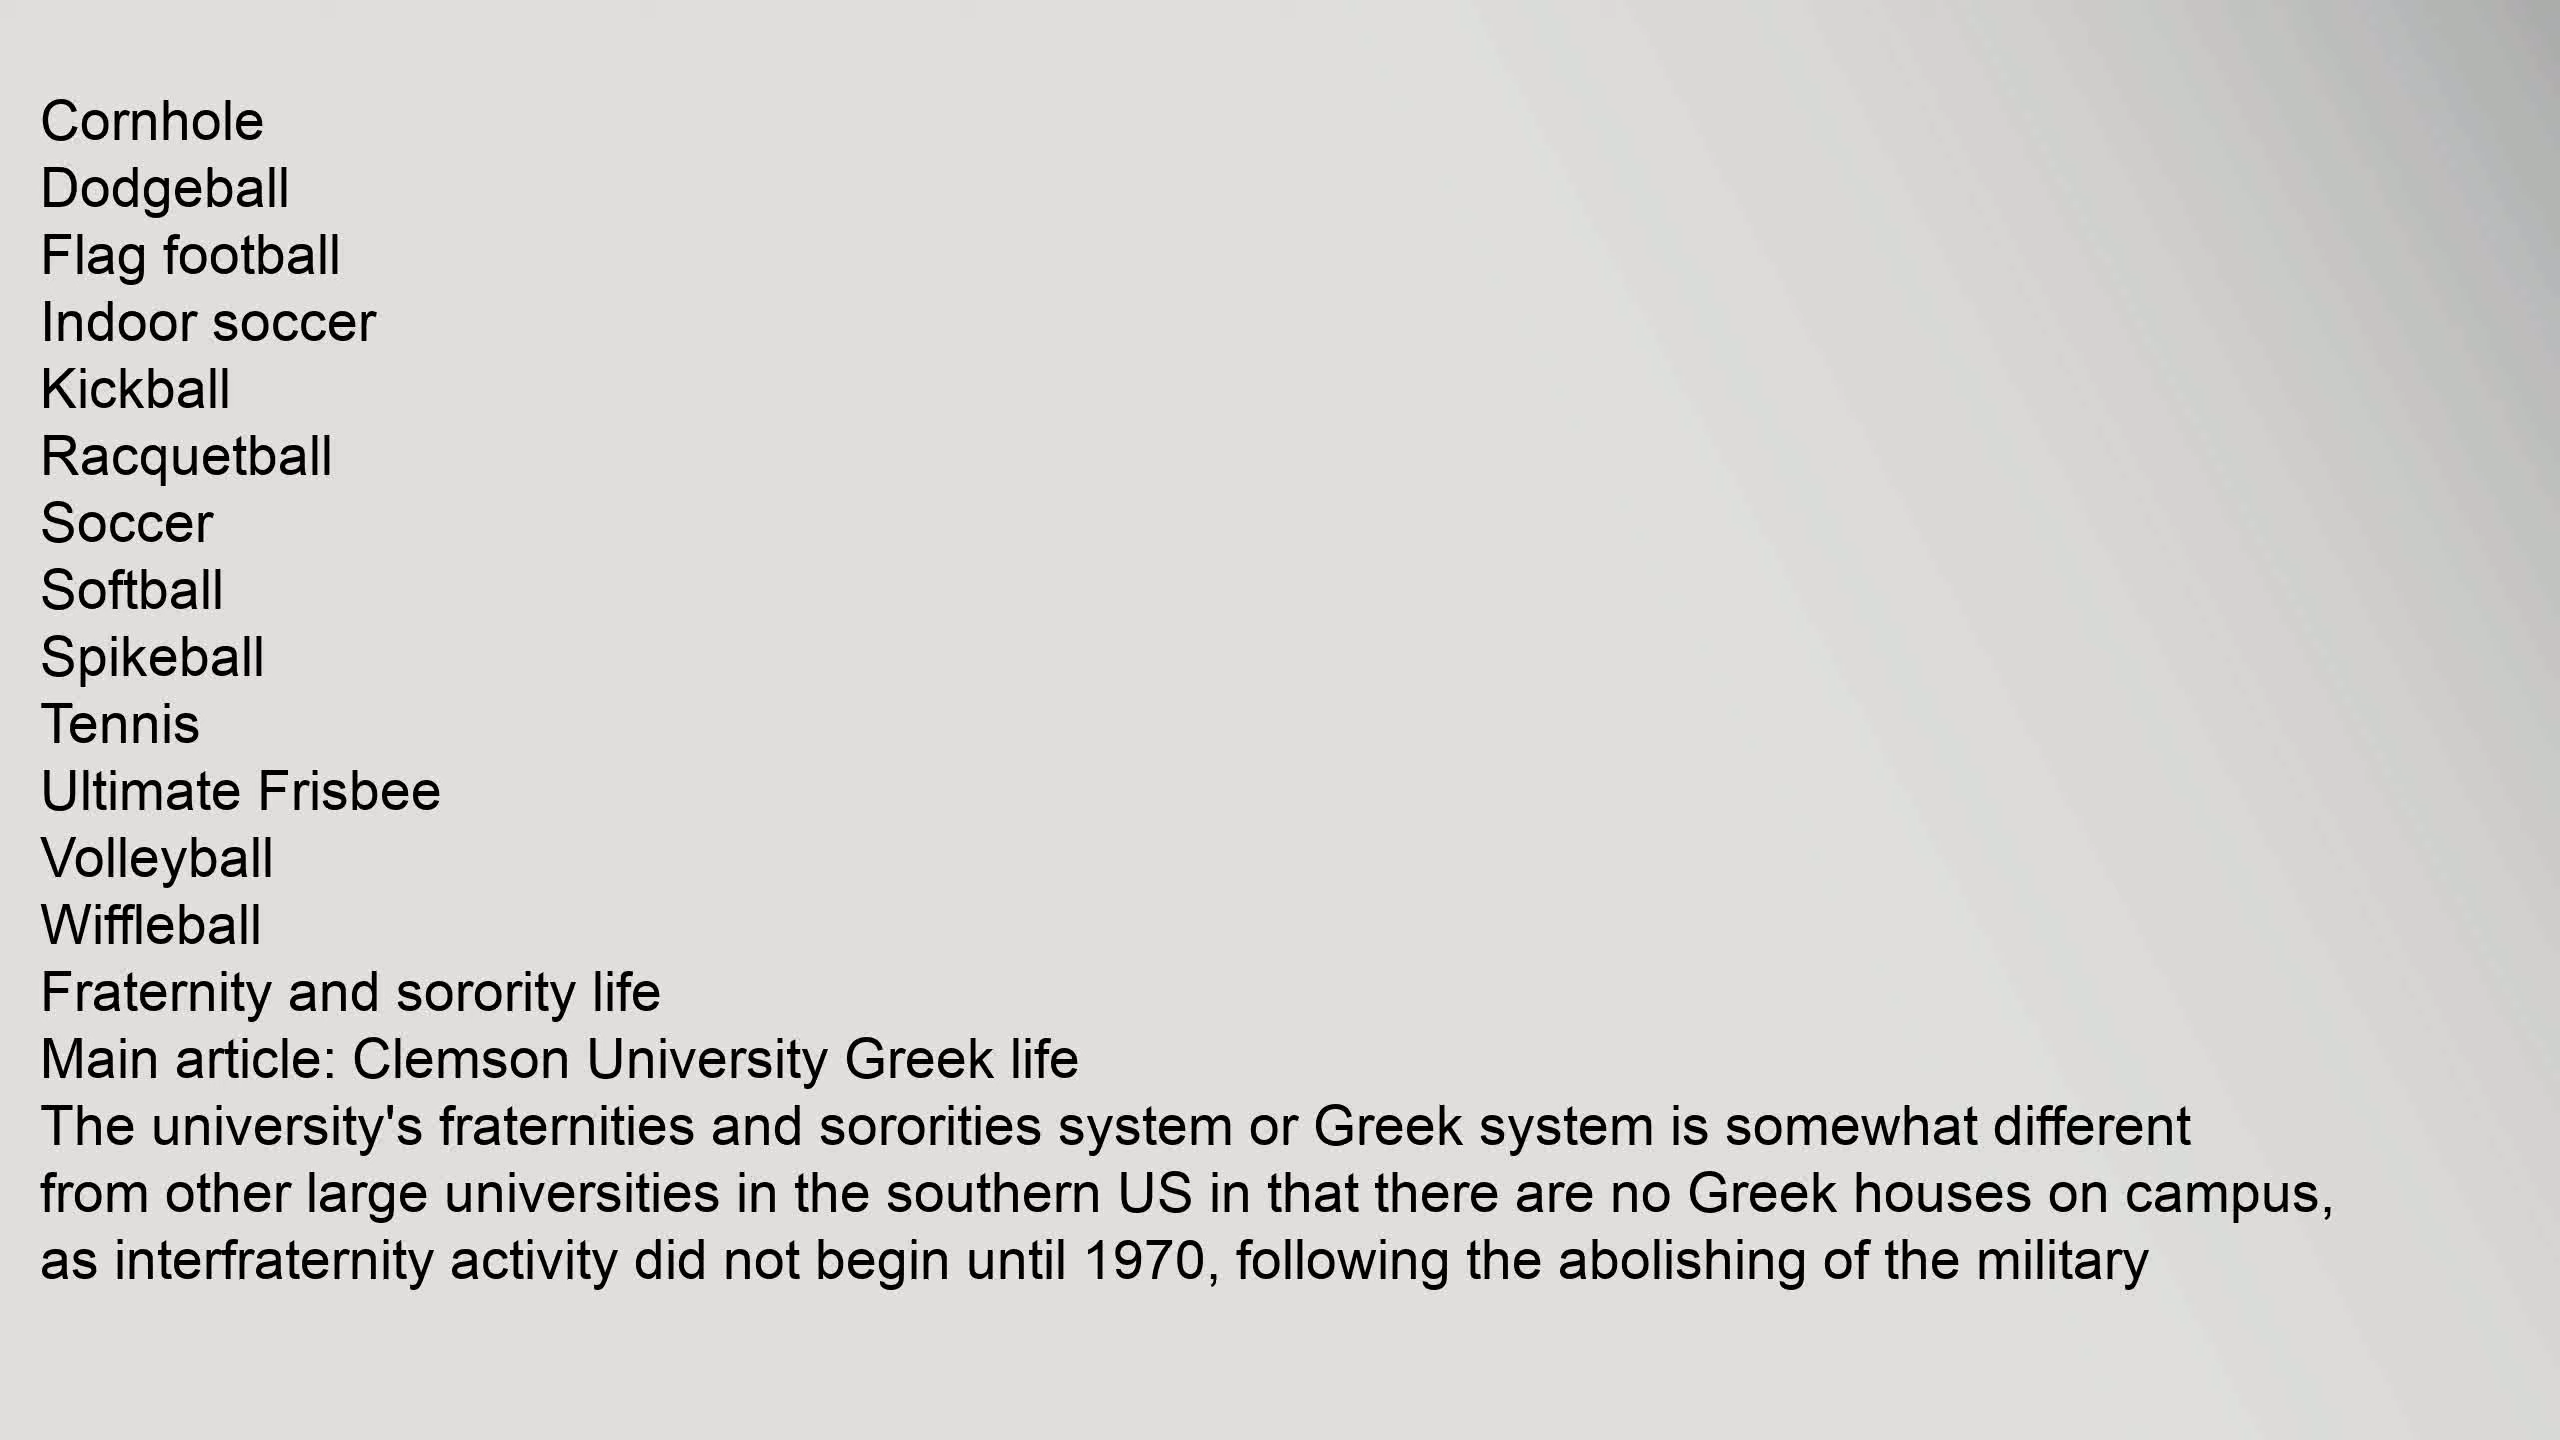 Cornhole
Dodgeball
Flag football
Indoor soccer
Kickball
Racquetball
Soccer
Softball
Spikeball
Tennis
Ultimate Frisbee
Volleyball
Wiffleball
Fraternity and sorority life
Main article: Clemson University Greek life
The university's fraternities and sororities system or Greek system is somewhat different
from other large universities in the southern US in that there are no Greek houses on campus,
as interfraternity activity did not begin until 1970, following the abolishing of the military